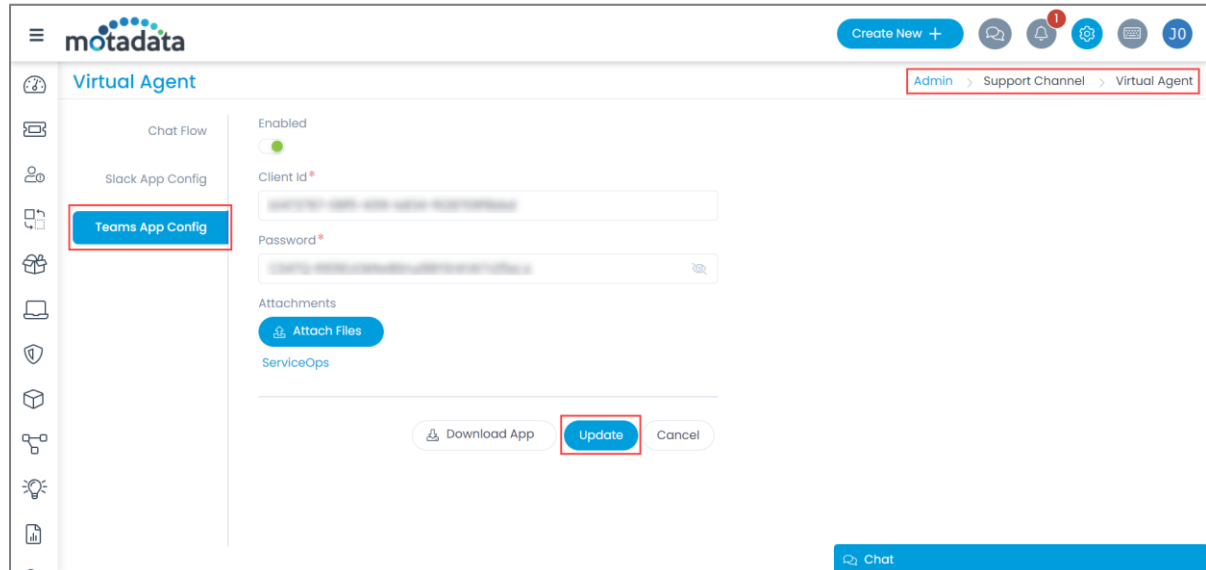 motadata
Create New +
1
J0
Virtual Agent
Admin > Support Channel > Virtual Agent
Chat Flow
Slack App Config
Teams App Config
Enabled
Client Id*
Password*
Attachments
Attach Files
ServiceOps
Download App
Update
Cancel
Chat